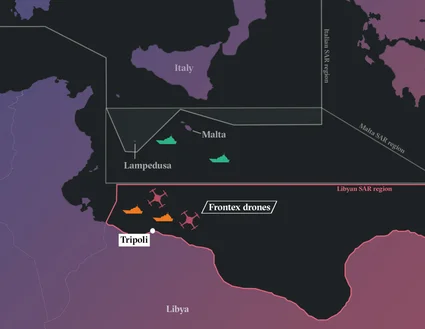 Italy
Italian SAR region
Malta
Malta SAR region
Lampedusa
Libyan SAR region
Frontex drones
Tripoli
Libya